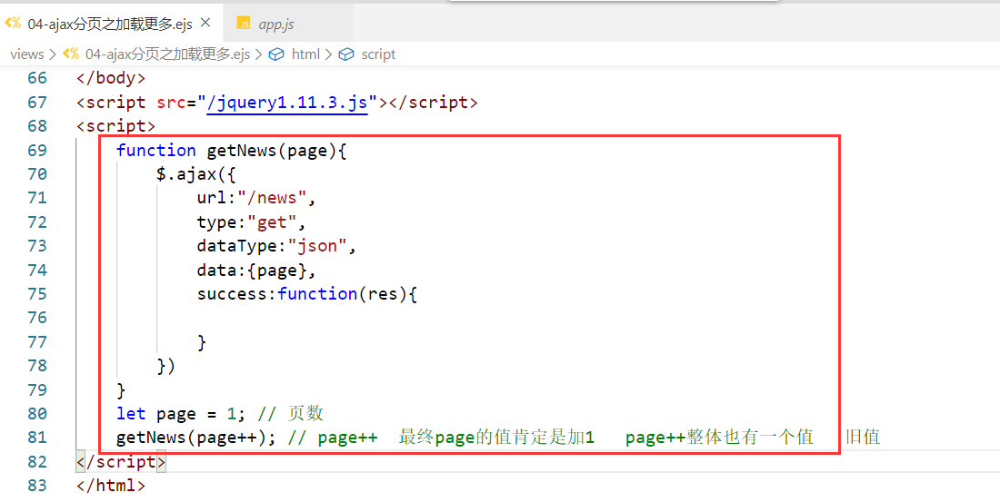 04-ajax分页之加载更多.ejs
app.js
views > 04-ajax分页之加载更多.ejs > html > script
66 </body>
67 <script src="/jquery1.11.3.js"></script>
68 <script>
69 function getNews(page){
70 $.ajax({
71 url:"/news",
72 type:"get",
73 dataType:"json",
74 data:{page},
75 success:function(res){
76
77 }
78 })
79 }
80 let page = 1; // 页数
81 getNews(page++); // page++ 最终page的值肯定是加1 page++整体也有一个值 旧值
82 </script>
83 </html>